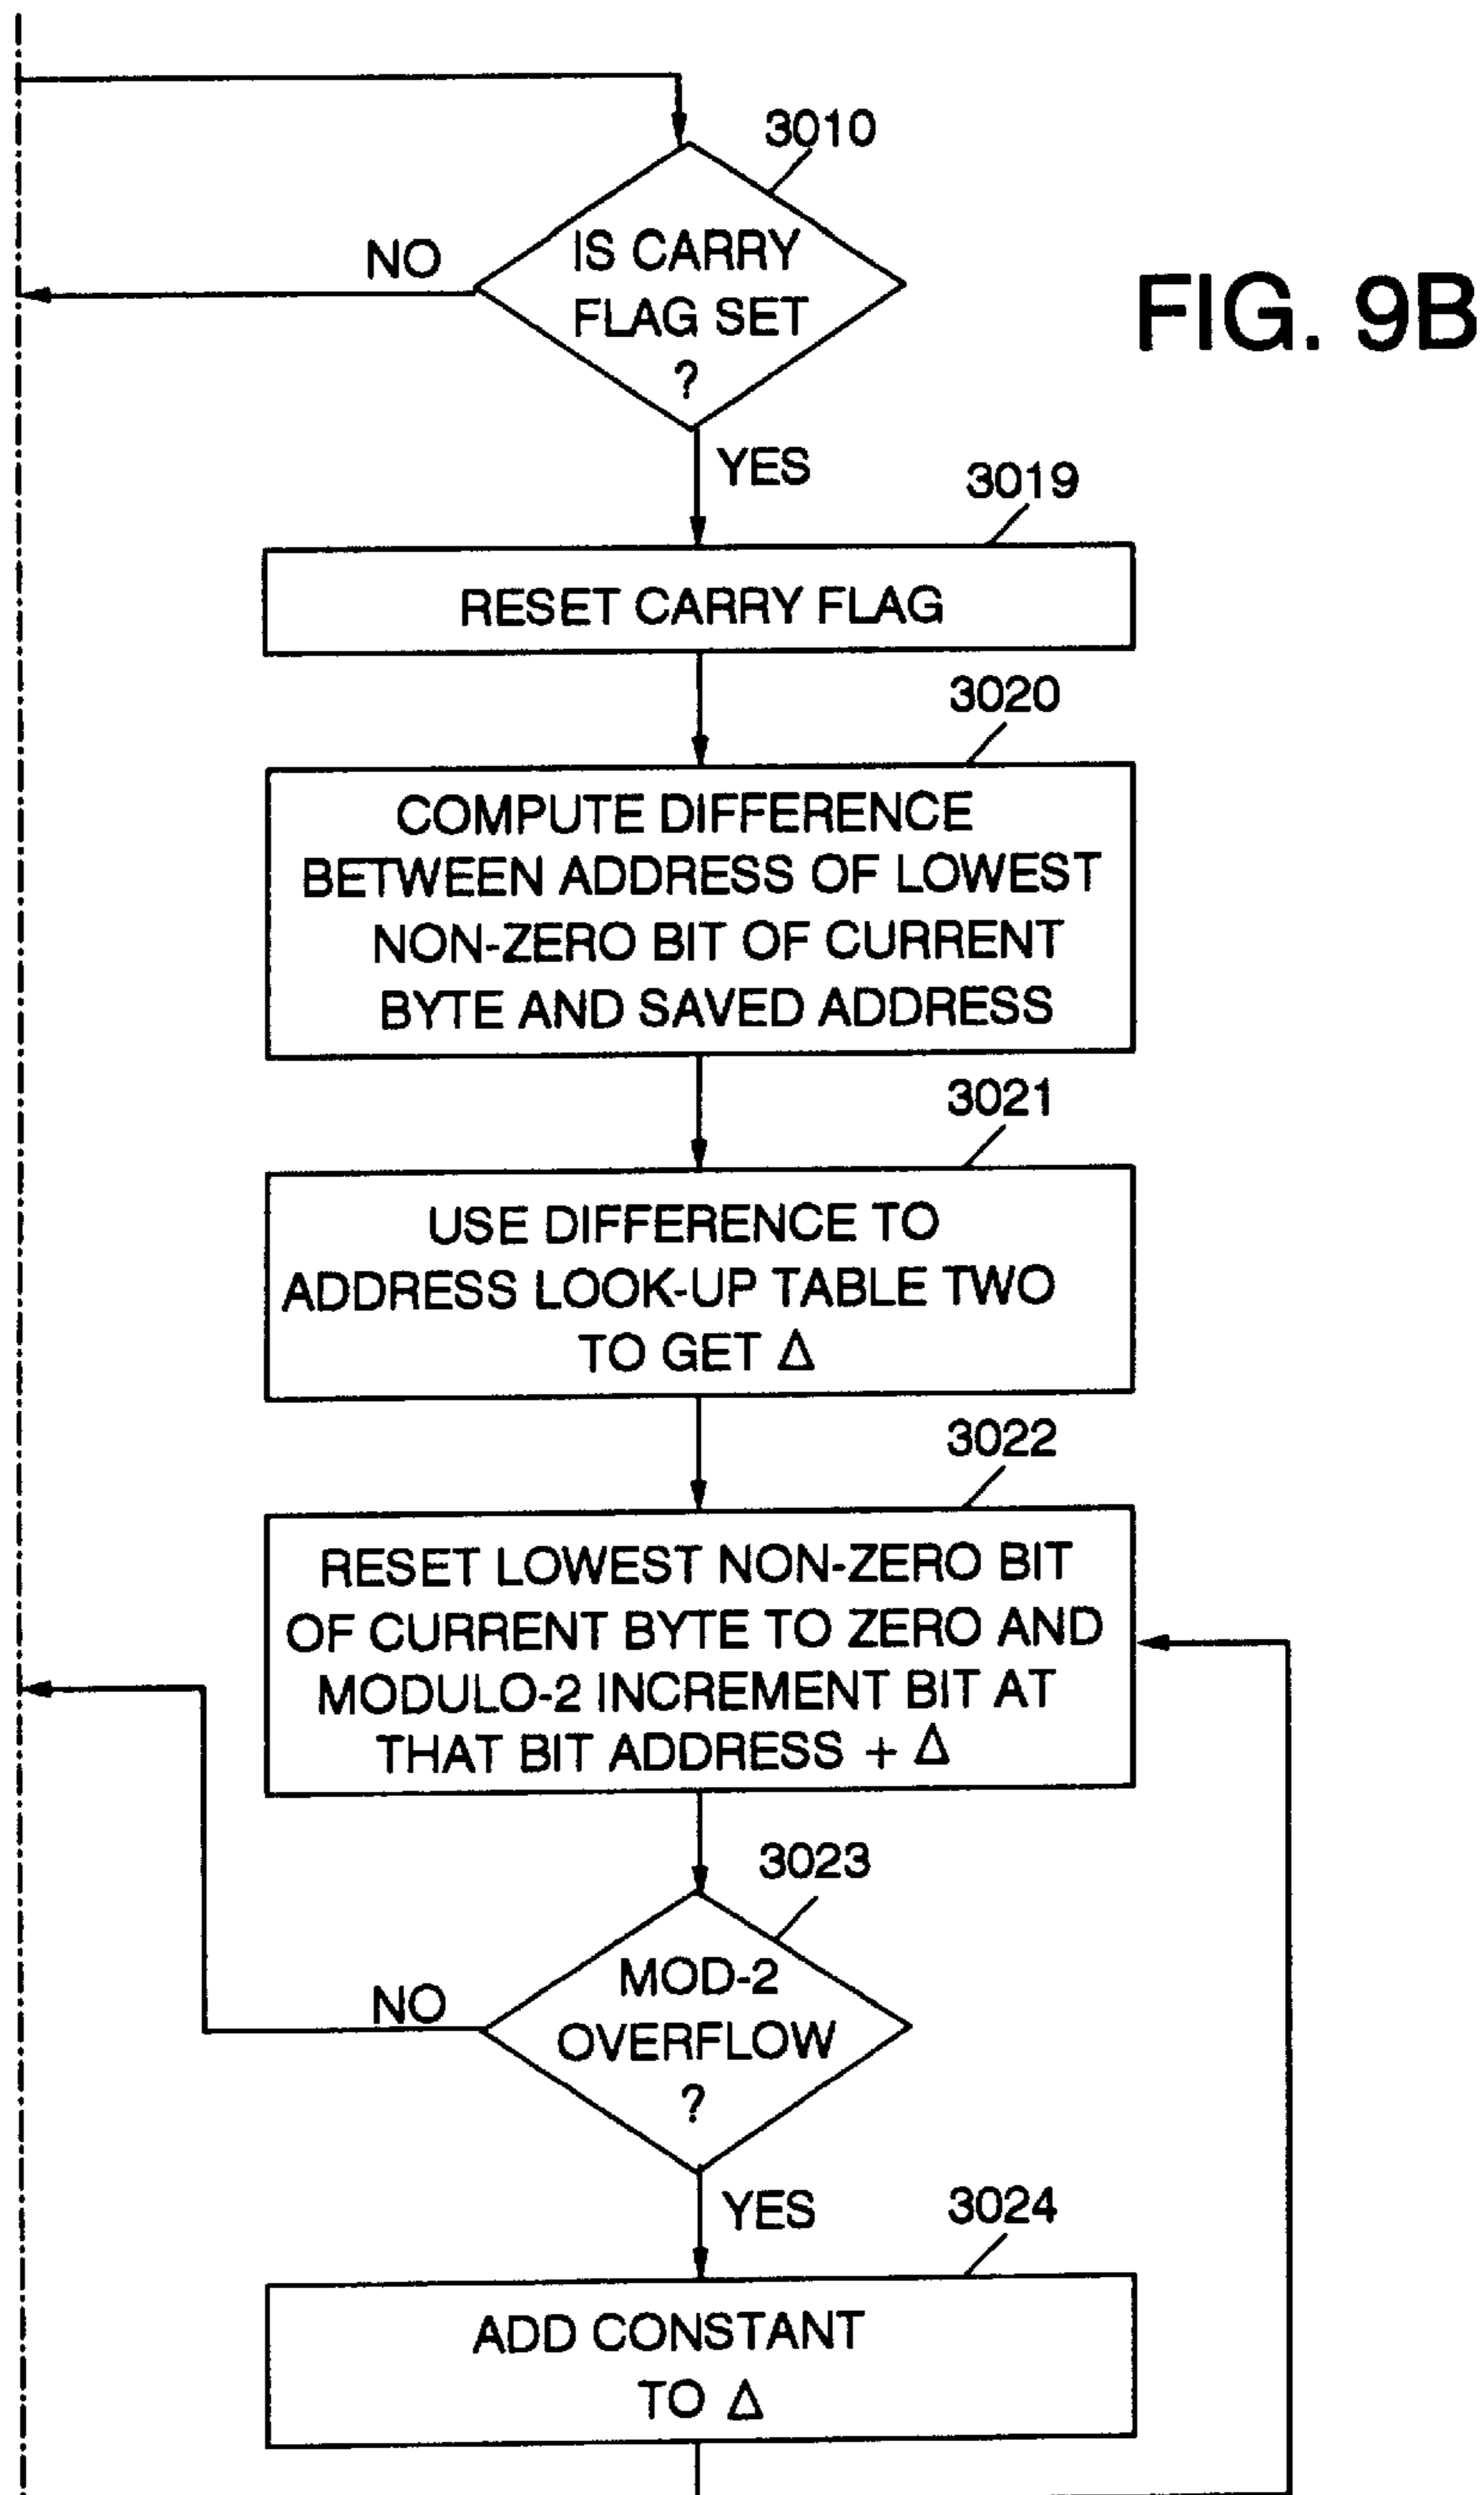 3010
IS CARRY
FLAG SET
?
NO
FIG. 9B
YES
3019
RESET CARRY FLAG
3020
COMPUTE DIFFERENCE
BETWEEN ADDRESS OF LOWEST
NON-ZERO BIT OF CURRENT
BYTE AND SAVED ADDRESS
3021
USE DIFFERENCE TO
ADDRESS LOOK-UP TABLE TWO
TO GET Δ
3022
RESET LOWEST NON-ZERO BIT
OF CURRENT BYTE TO ZERO AND
MODULO-2 INCREMENT BIT AT
THAT BIT ADDRESS + Δ
3023
MOD-2
OVERFLOW
?
NO
YES
3024
ADD CONSTANT
TO Δ